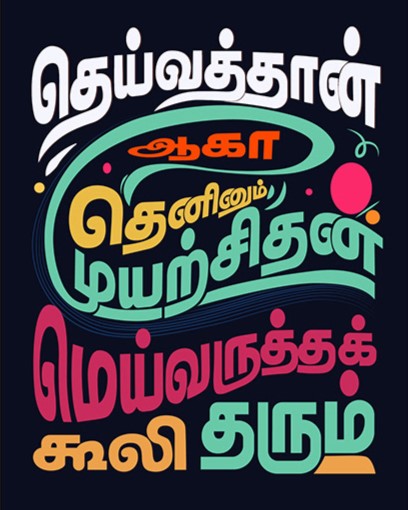 தெய்வத்தான்
ஆகா
தெனினும்
முயற்சிதன்
மெய்வருத்தக்
கூலி தரும்